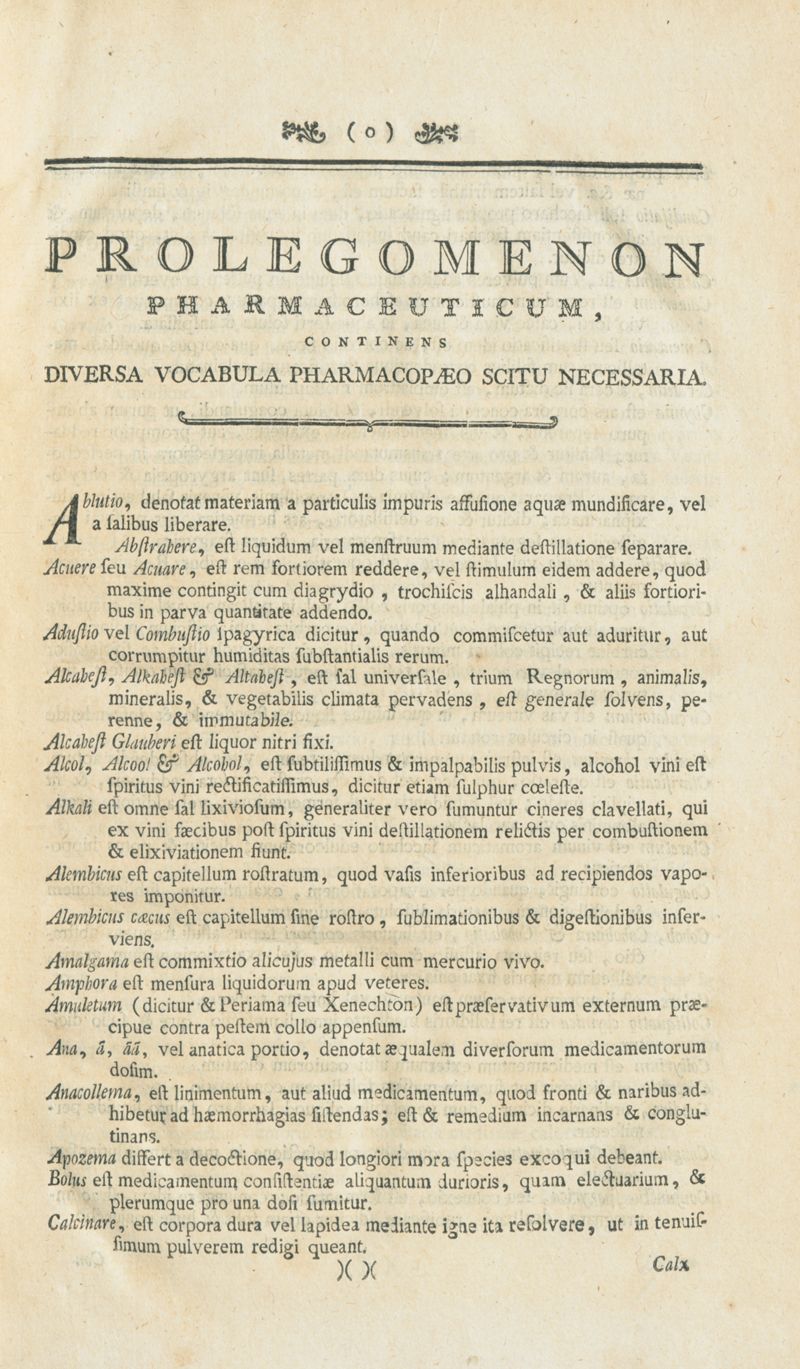 ( o )
PROLEGOMENON
PHARMACEUTICUM,
CONTINENS
DIVERSA VOCABULA PHARMACOPÆO SCITU NECESSARIA.
Ablutio, denotat materiam a particulis impuris affuſione aquæ mundificare, vel
a ſalibus liberare.
Abſtrahere, eſt liquidum vel menſtruum mediante deſtillatione ſeparare.
Acuere ſeu Acuare, eſt rem fortiorem reddere, vel ſtimulum eidem addere, quod
maxime contingit cum diagrydio , trochiſcis alhandali , & aliis fortiori-
bus in parva quantitate addendo.
Aduſtio vel Combuſtio ſpagyrica dicitur, quando commiſcetur aut aduritur, aut
corrumpitur humiditas ſubſtantialis rerum.
Alcaheſt, Alkaheſt & Altaheſt, eſt ſal univerſale , trium Regnorum , animalis,
mineralis, & vegetabilis climata pervadens , eſt generale ſolvens, pe-
renne, & immutabile.
Alcaheſt Glauberi eſt liquor nitri fixi.
Alcol, Alcool & Alcohol, eſt ſubtiliſſimus & impalpabilis pulvis, alcohol vini eſt
ſpiritus vini rectificatiſſimus, dicitur etiam ſulphur cœleſte.
Alkali eſt omne ſal lixivioſum, generaliter vero ſumuntur cineres clavellati, qui
ex vini fæcibus poſt ſpiritus vini deſtillationem relictis per combuſtionem
& elixiviationem fiunt.
Alembicus eſt capitellum roſtratum, quod vaſis inferioribus ad recipiendos vapo-
res imponitur.
Alembicus cæcus eſt capitellum ſine roſtro, ſublimationibus & digeſtionibus inſer-
viens.
Amalgama eſt commixtio alicujus metalli cum mercurio vivo.
Amphora eſt menſura liquidorum apud veteres.
Amuletum (dicitur & Periama ſeu Xenechton) eſt præſervativum externum præ-
cipue contra peſtem collo appenſum.
Ana, ā, āā, vel anatica portio, denotat æqualem diverſorum medicamentorum
doſim.
Anacollema, eſt linimentum, aut aliud medicamentum, quod fronti & naribus ad-
hibetur ad hæmorrhagias ſiſtendas; eſt & remedium incarnans & conglu-
tinans.
Apozema differt a decoctione, quod longiori mora ſpecies excoqui debeant.
Bolus eſt medicamentum conſiſtentiæ aliquantum durioris, quam electuarium, &
plerumque pro una doſi ſumitur.
Calcinare, eſt corpora dura vel lapidea mediante igne ita reſolvere, ut in tenuiſ-
ſimum pulverem redigi queant.
)( )( Calx